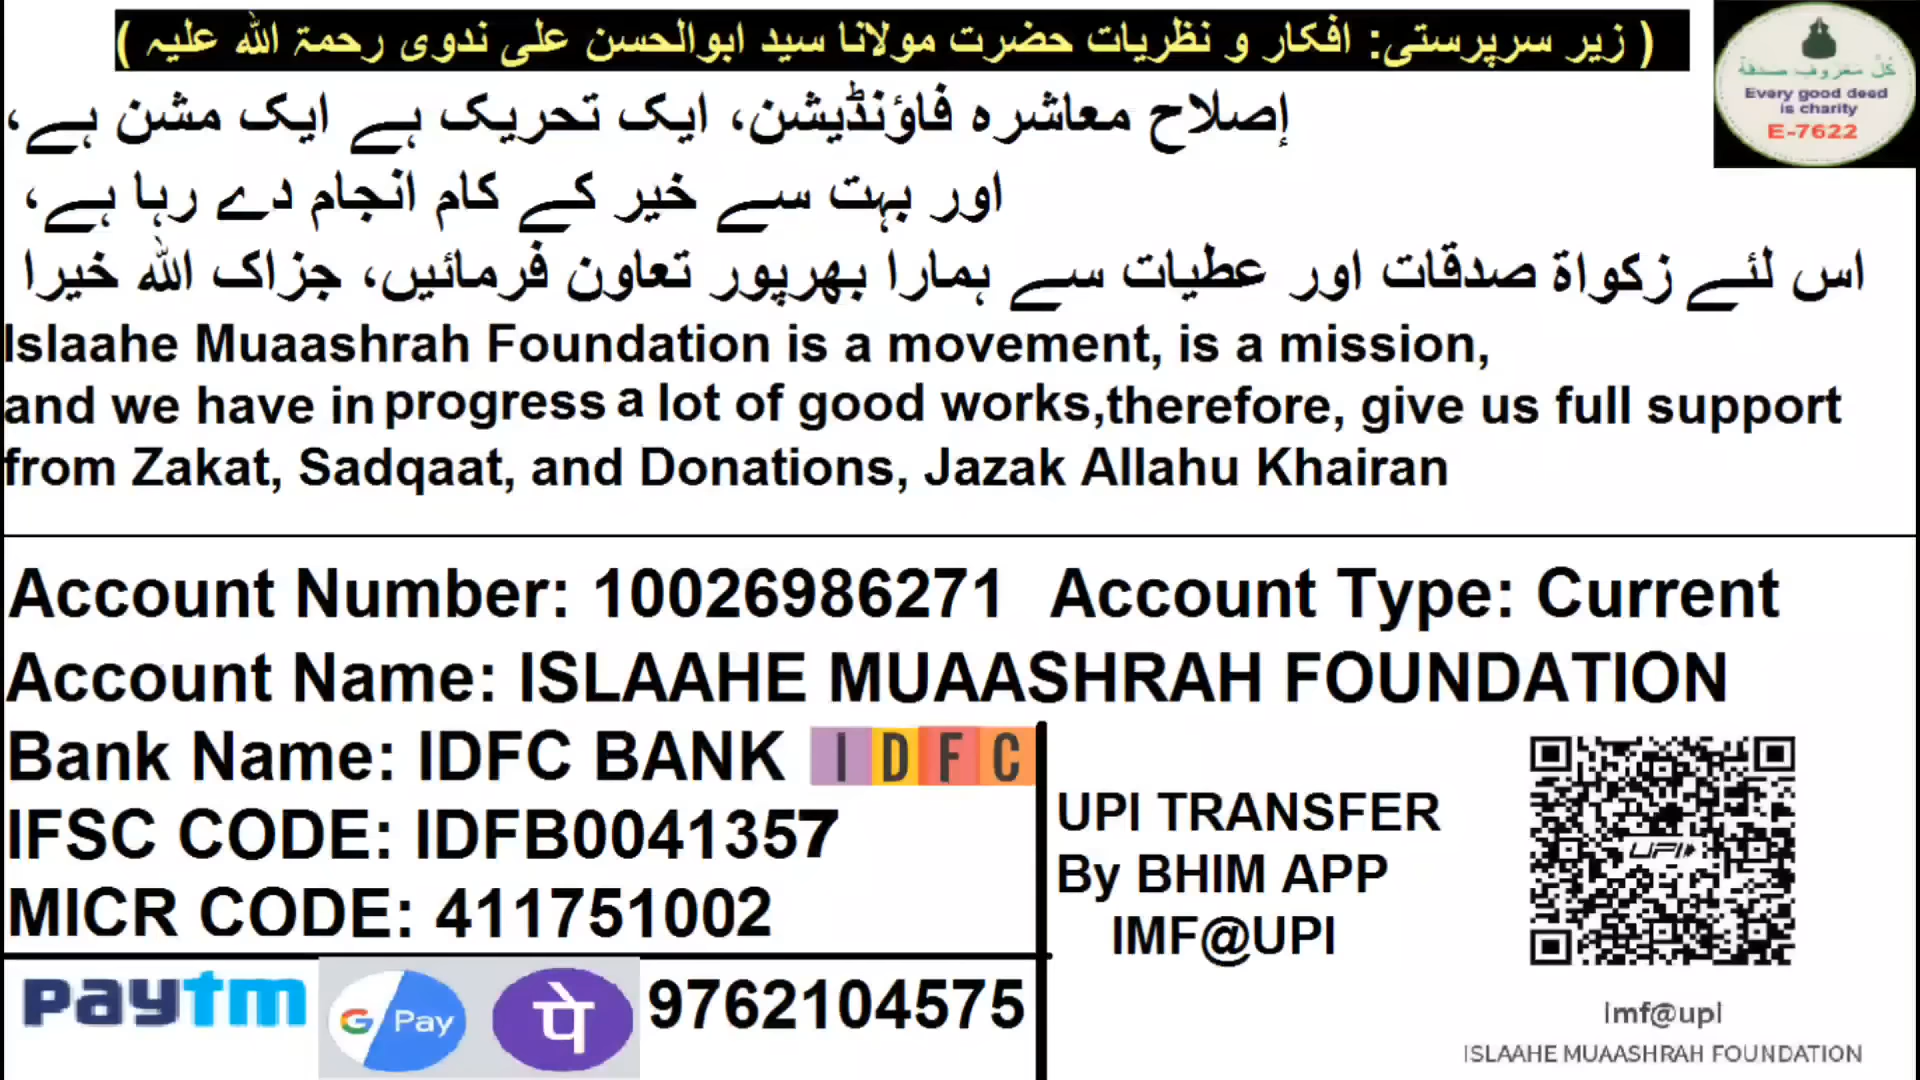 ( زیر سرپرستی: افکار و نظریات حضرت مولانا سید ابوالحسن علی ندوی رحمۃ اللہ علیہ )
كُلُّ مَعْرُوفٍ صَدَقَةٌ
Every good deed
is charity
E-7622
إصلاح معاشرہ فاؤنڈیشن، ایک تحریک ہے ایک مشن ہے،
اور بہت سے خیر کے کام انجام دے رہا ہے،
اس لئے زکواۃ صدقات اور عطیات سے ہمارا بھرپور تعاون فرمائیں، جزاک اللہ خیرا
Islaahe Muaashrah Foundation is a movement, is a mission,
and we have in progress a lot of good works,therefore, give us full support
from Zakat, Sadqaat, and Donations, Jazak Allahu Khairan
Account Number: 10026986271 Account Type: Current
Account Name: ISLAAHE MUAASHRAH FOUNDATION
Bank Name: IDFC BANK IDFC
IFSC CODE: IDFB0041357
MICR CODE: 411751002
UPI TRANSFER
By BHIM APP
IMF@UPI
UPI
imf@upi
ISLAAHE MUAASHRAH FOUNDATION
paytm G Pay पे 9762104575